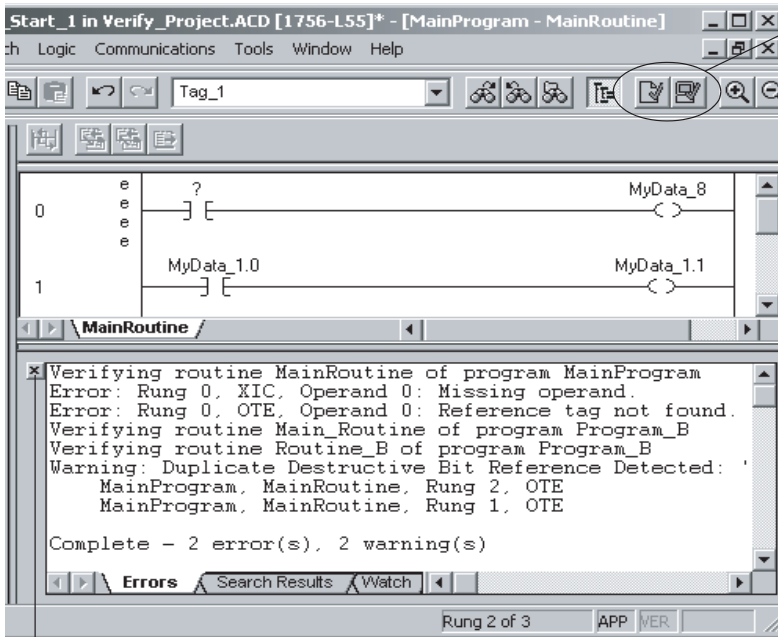 _Start_1 in Verify_Project.ACD [1756-L55]* - [MainProgram - MainRoutine]
Logic Communications Tools Window Help
Tag_1
e
e
e
e
0
?
MyData_8
1
MyData_1.0
MyData_1.1
MainRoutine
Verifying routine MainRoutine of program MainProgram
Error: Rung 0, XIC, Operand 0: Missing operand.
Error: Rung 0, OTE, Operand 0: Reference tag not found.
Verifying routine Main_Routine of program Program_B
Verifying routine Routine_B of program Program_B
Warning: Duplicate Destructive Bit Reference Detected: '
MainProgram, MainRoutine, Rung 2, OTE
MainProgram, MainRoutine, Rung 1, OTE
Complete - 2 error(s), 2 warning(s)
Errors Search Results Watch
Rung 2 of 3 APP VER